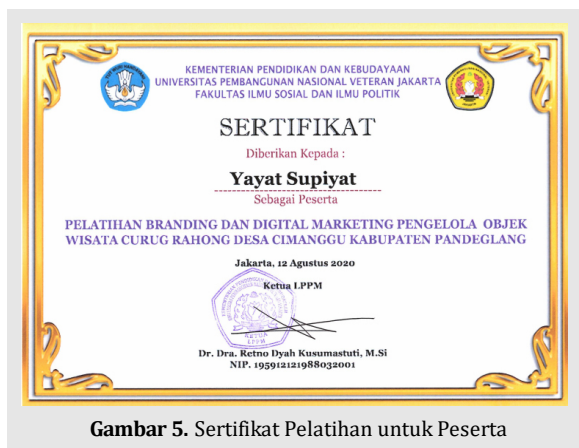 KEMENTERIAN PENDIDIKAN DAN KEBUDAYAAN
UNIVERSITAS PEMBANGUNAN NASIONAL VETERAN JAKARTA
FAKULTAS ILMU SOSIAL DAN ILMU POLITIK
SERTIFIKAT
Diberikan Kepada :
Yayat Supiyat
Sebagai Peserta
PELATIHAN BRANDING DAN DIGITAL MARKETING PENGELOLA OBJEK
WISATA CURUG RAHONG DESA CIMANGGU KABUPATEN PANDEGLANG
Jakarta, 12 Agustus 2020
Ketua LPPM
KETUA
LPPM
Dr. Dra. Retno Dyah Kusumastuti, M.Si
NIP. 195912121988032001
Gambar 5. Sertifikat Pelatihan untuk Peserta